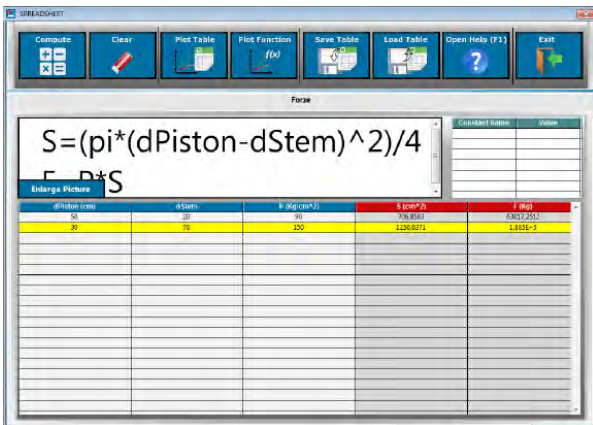 SPREADSHEET
Compute Clear Plot Table Plot Function Save Table Load Table Open Help (F1) Exit
f(x)
Forze
S=(pi*(dPiston-dStem)^2)/4
F=P*S
Enlarge Picture
Constant Name Value
dPiston (cm) dStem P (Kg/cm^2) S (cm^2) F (Kg)
50 20 90 706,8583 63617,2512
30 70 150 1256,6371 1,885E+5